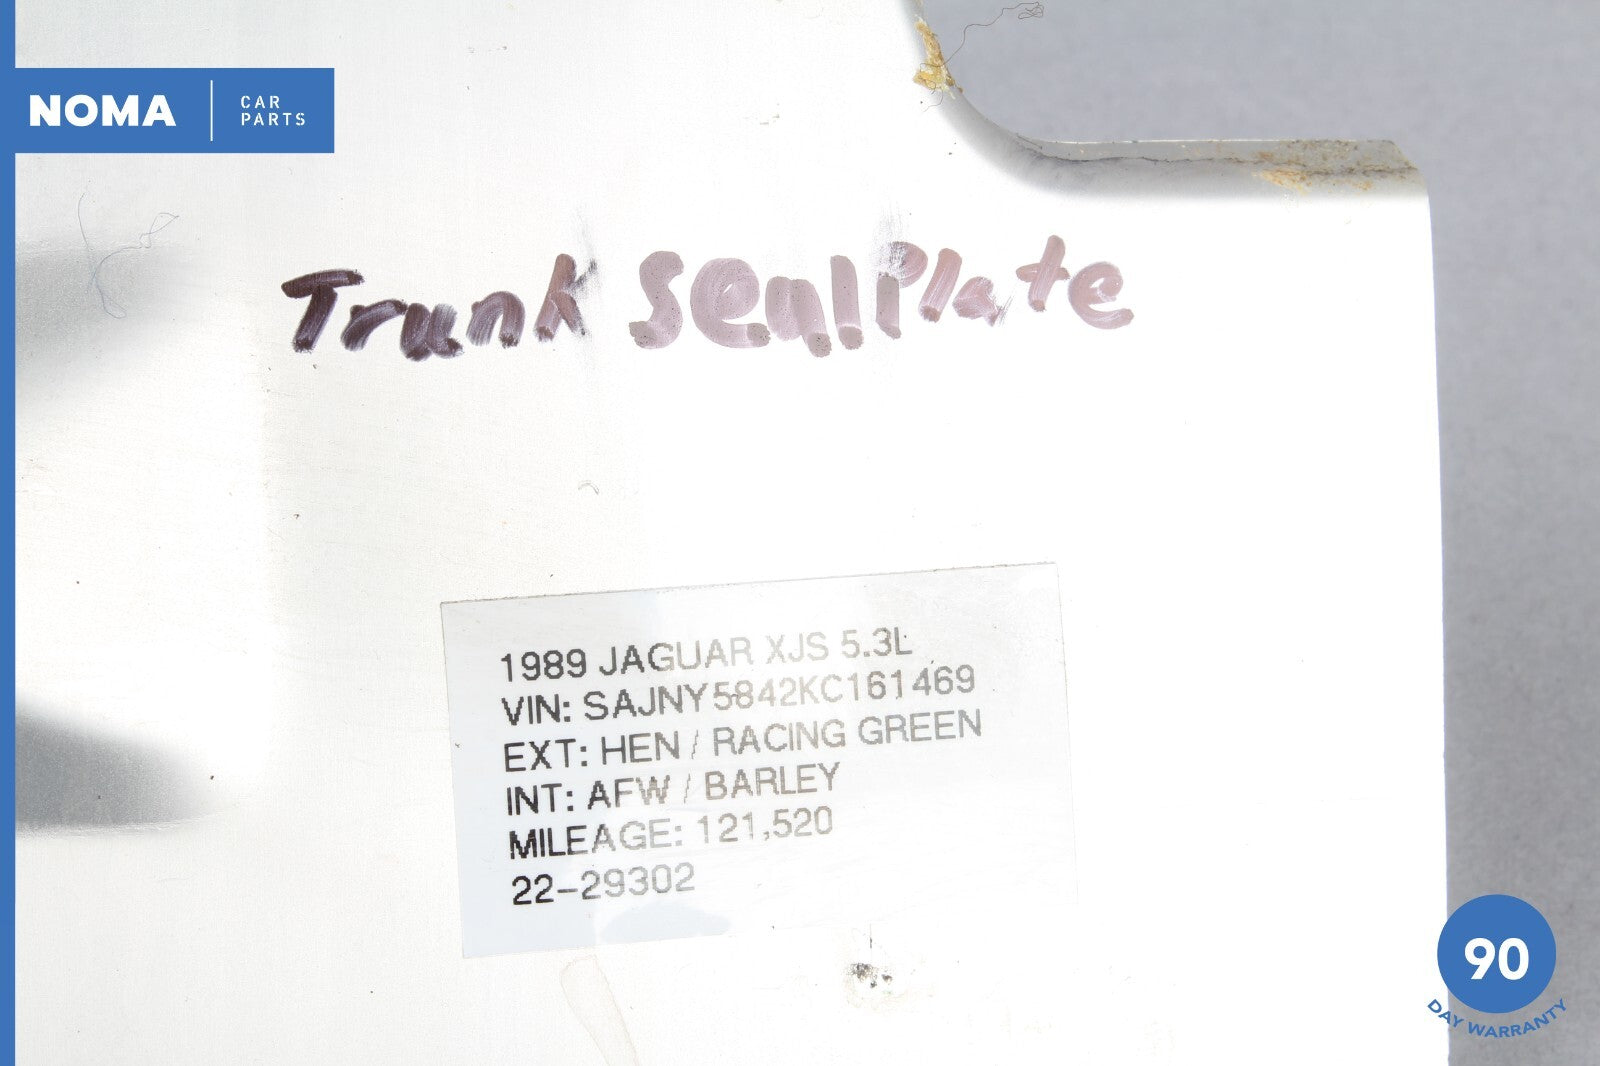 NOMA
CAR
PARTS
Trunk SealPlate
1989 JAGUAR XJS 5.3L
VIN: SAJNY5842KC161469
EXT: HEN / RACING GREEN
INT: AFW / BARLEY
MILEAGE: 121,520
22-29302
90
DAY WARRANTY